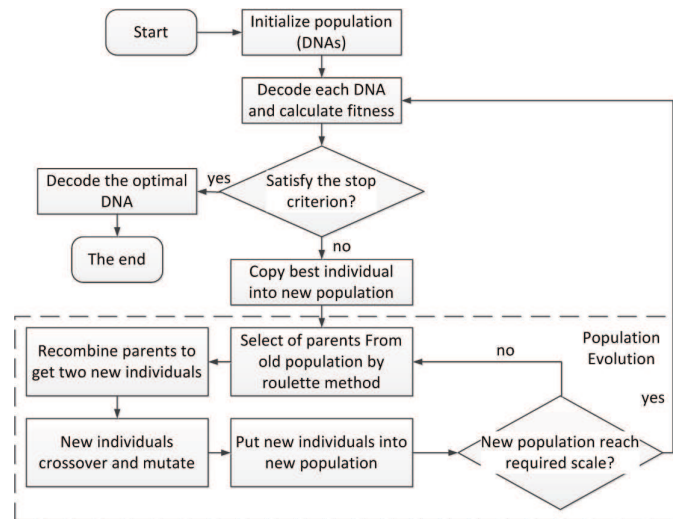 Start
Initialize population
(DNAs)
Decode each DNA
and calculate fitness
Satisfy the stop
criterion?
yes
Decode the optimal
DNA
The end
no
Copy best individual
into new population
Population
Evolution
Select of parents From
old population by
roulette method
Recombine parents to
get two new individuals
New individuals
crossover and mutate
Put new individuals into
new population
New population reach
required scale?
no
yes